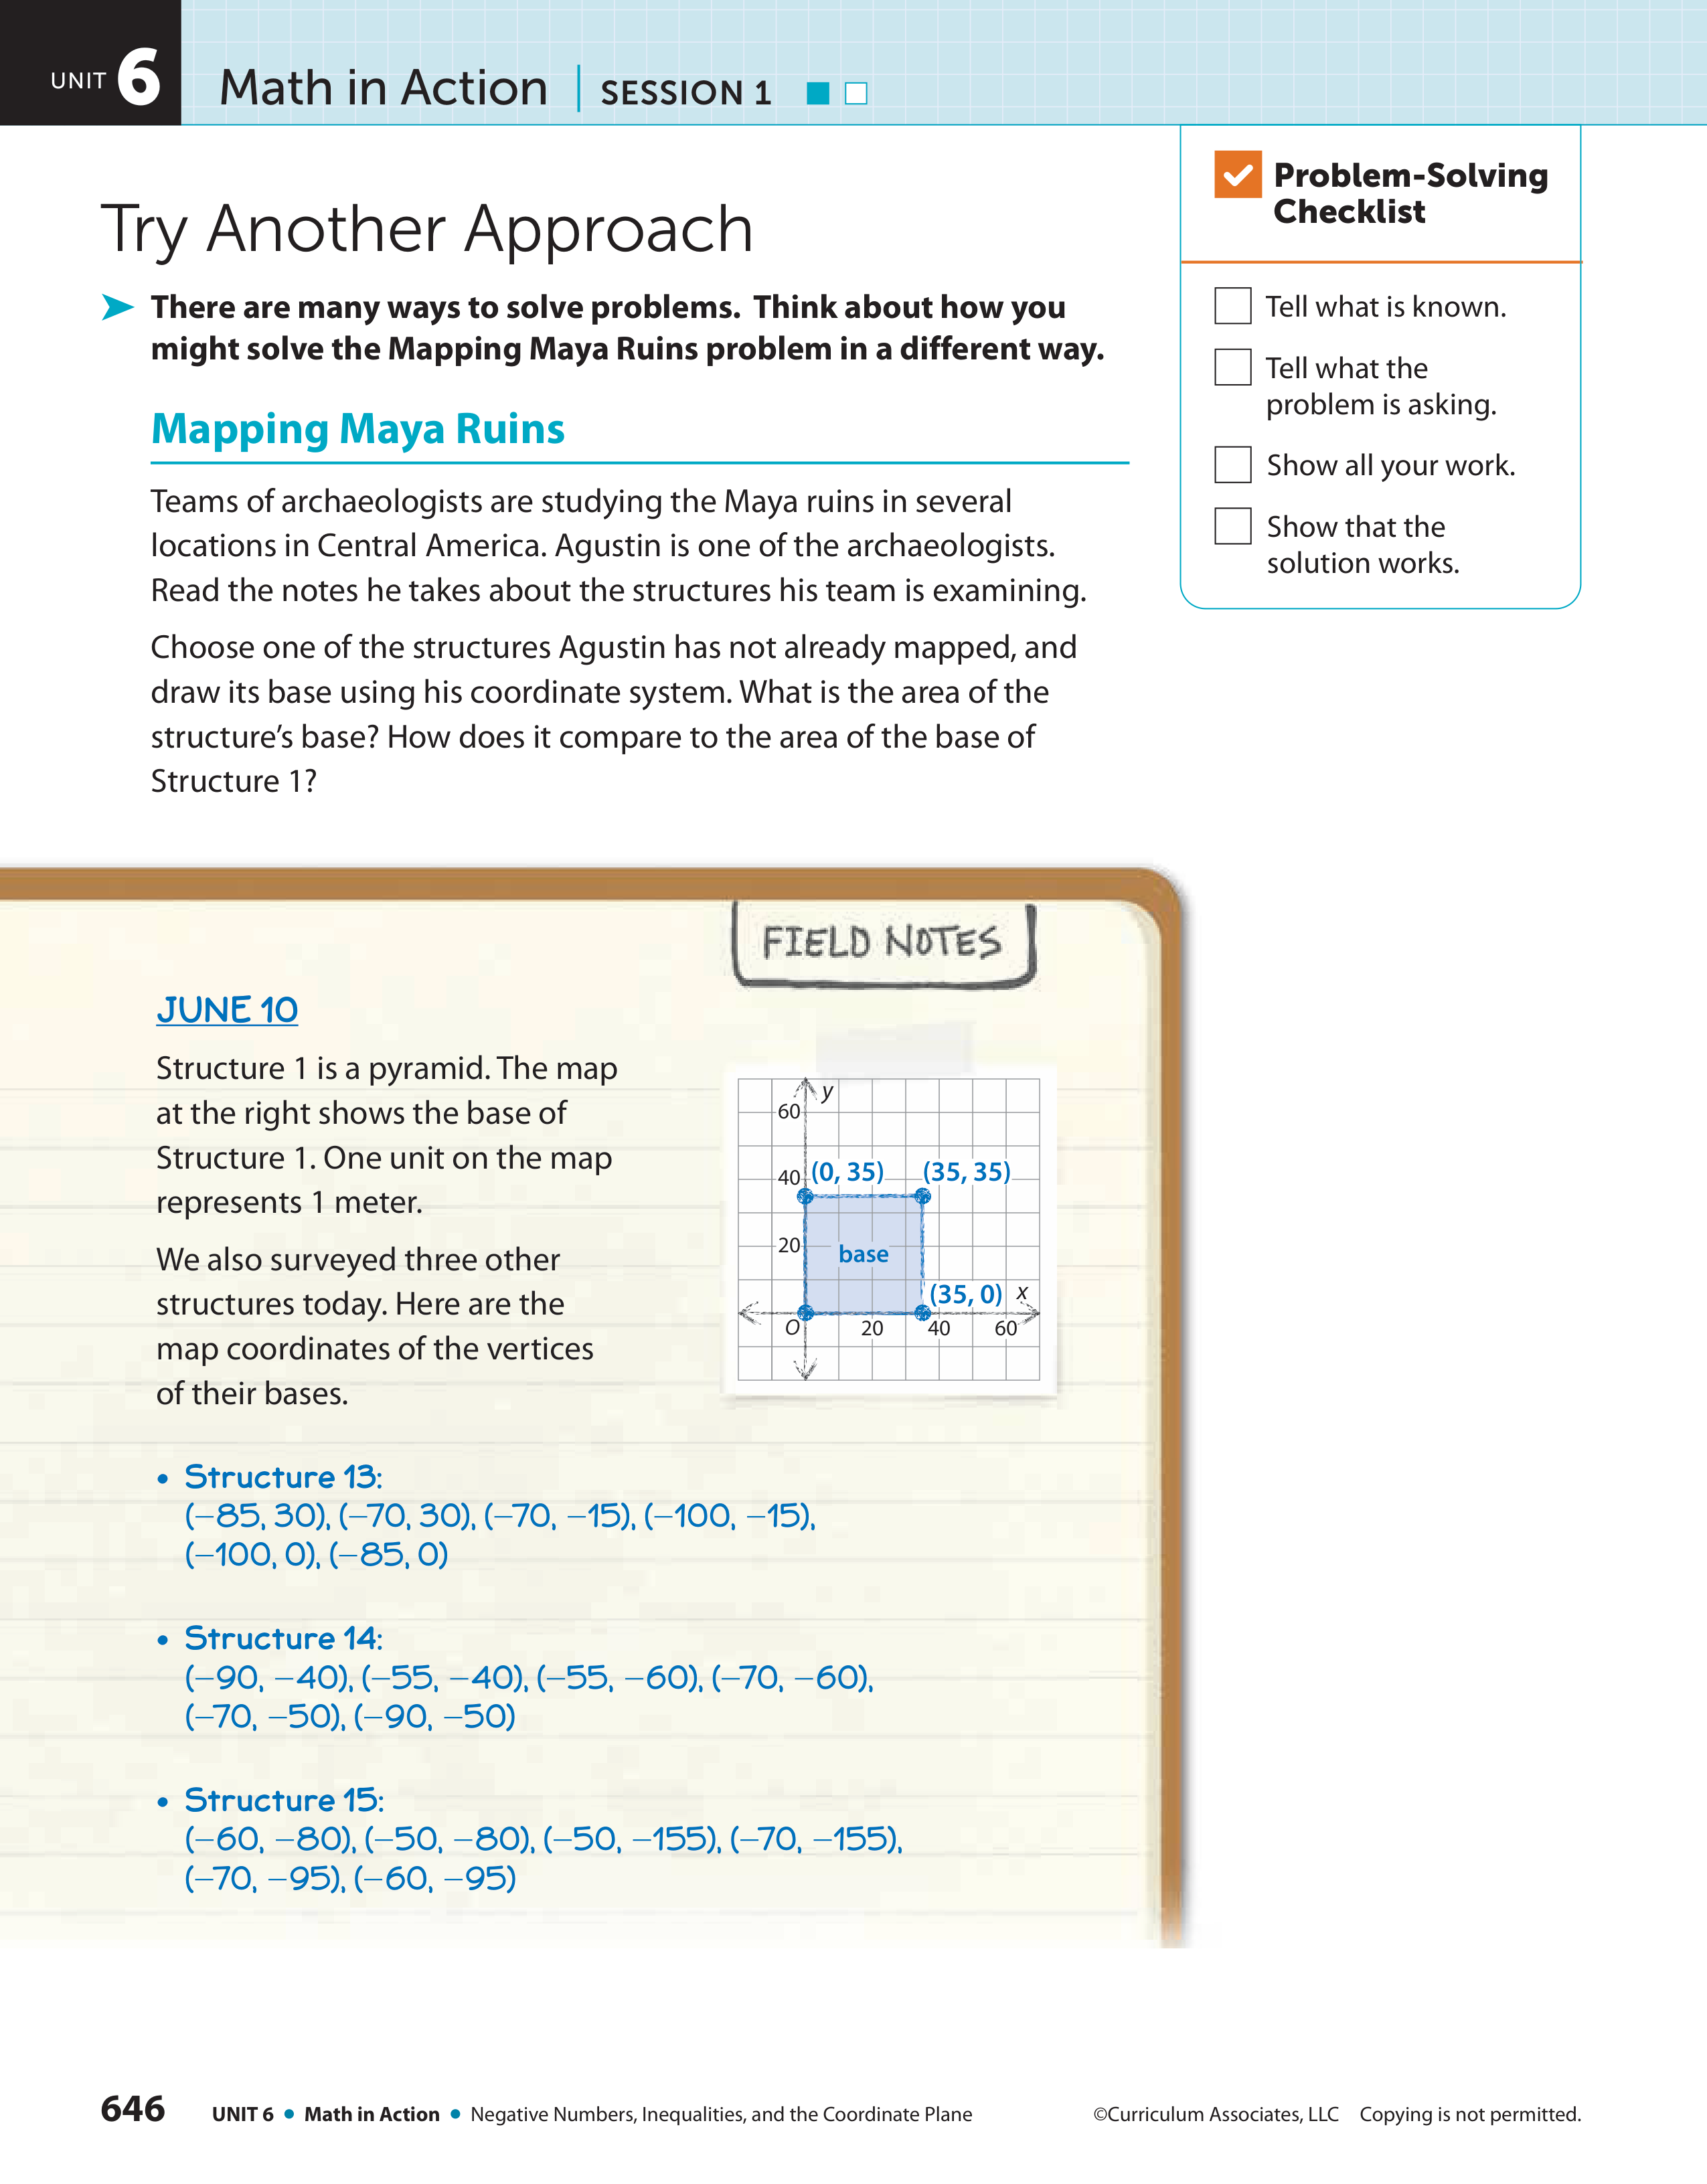 UNIT 6 Math in Action | SESSION 1
Problem-Solving
Checklist
Tell what is known.
Tell what the
problem is asking.
Show all your work.
Show that the
solution works.
Try Another Approach
There are many ways to solve problems. Think about how you
might solve the Mapping Maya Ruins problem in a different way.
Mapping Maya Ruins
Teams of archaeologists are studying the Maya ruins in several
locations in Central America. Agustin is one of the archaeologists.
Read the notes he takes about the structures his team is examining.
Choose one of the structures Agustin has not already mapped, and
draw its base using his coordinate system. What is the area of the
structure’s base? How does it compare to the area of the base of
Structure 1?
FIELD NOTES
JUNE 10
Structure 1 is a pyramid. The map
at the right shows the base of
Structure 1. One unit on the map
represents 1 meter.
We also surveyed three other
structures today. Here are the
map coordinates of the vertices
of their bases.
y
60
40 (0, 35) (35, 35)
20 base
(35, 0) x
O 20 40 60
• Structure 13:
(−85, 30), (−70, 30), (−70, −15), (−100, −15),
(−100, 0), (−85, 0)
• Structure 14:
(−90, −40), (−55, −40), (−55, −60), (−70, −60),
(−70, −50), (−90, −50)
• Structure 15:
(−60, −80), (−50, −80), (−50, −155), (−70, −155),
(−70, −95), (−60, −95)
646 UNIT 6 • Math in Action • Negative Numbers, Inequalities, and the Coordinate Plane ©Curriculum Associates, LLC Copying is not permitted.